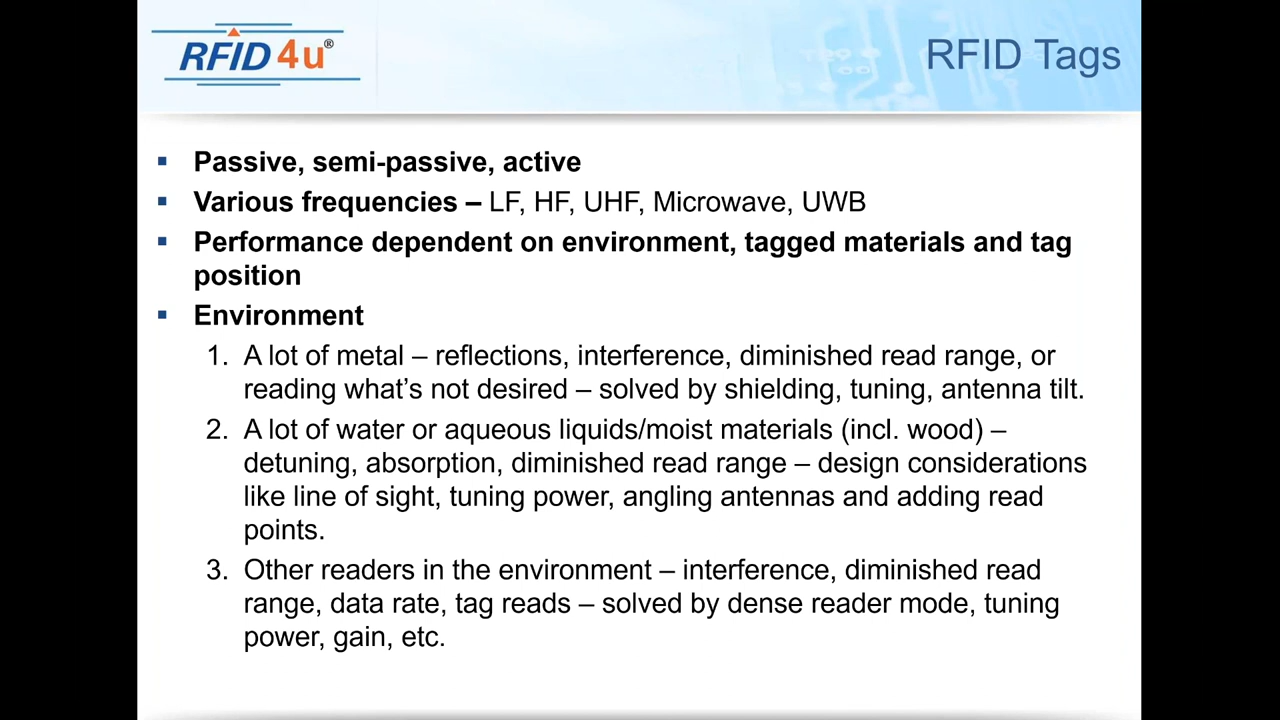 RFID4u®
RFID Tags
▪ Passive, semi-passive, active
▪ Various frequencies – LF, HF, UHF, Microwave, UWB
▪ Performance dependent on environment, tagged materials and tag
position
▪ Environment
1. A lot of metal – reflections, interference, diminished read range, or
reading what’s not desired – solved by shielding, tuning, antenna tilt.
2. A lot of water or aqueous liquids/moist materials (incl. wood) –
detuning, absorption, diminished read range – design considerations
like line of sight, tuning power, angling antennas and adding read
points.
3. Other readers in the environment – interference, diminished read
range, data rate, tag reads – solved by dense reader mode, tuning
power, gain, etc.